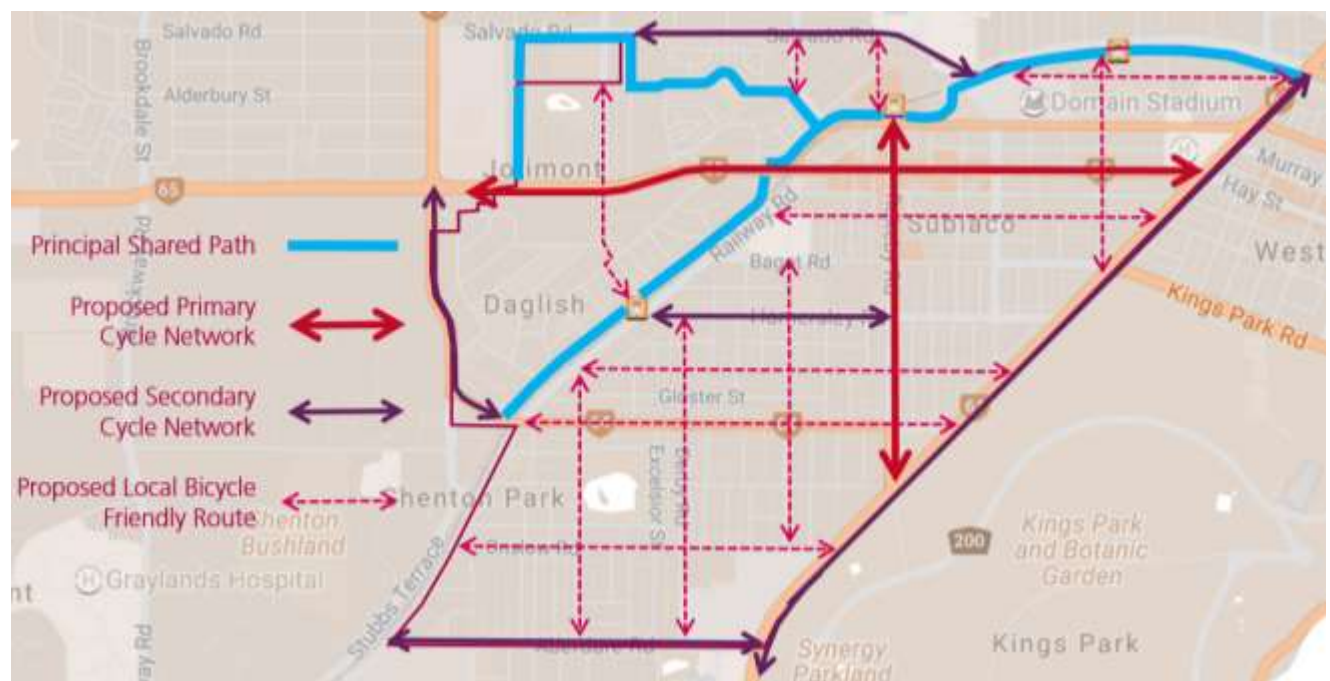 Salvado Rd
Salvado Rd
Salvado Rd
Brookdale St
Alderbury St
Domain Stadium
Jolimont
65
Murray
Hay St
Subiaco
West
Principal Shared Path
Railway Rd
Bagot Rd
Daglish
Kings Park Rd
Proposed Primary
Cycle Network
Hamersley
Proposed Secondary
Cycle Network
Gloster St
Excelsior St
Shenton Park
Proposed Local Bicycle
Friendly Route
Shenton
Bushland
Kings Park
and Botanic
Garden
200
H Graylands Hospital
nt
Stubbs Terrace
Aberdare Rd
Synergy
Parkland
Kings Park